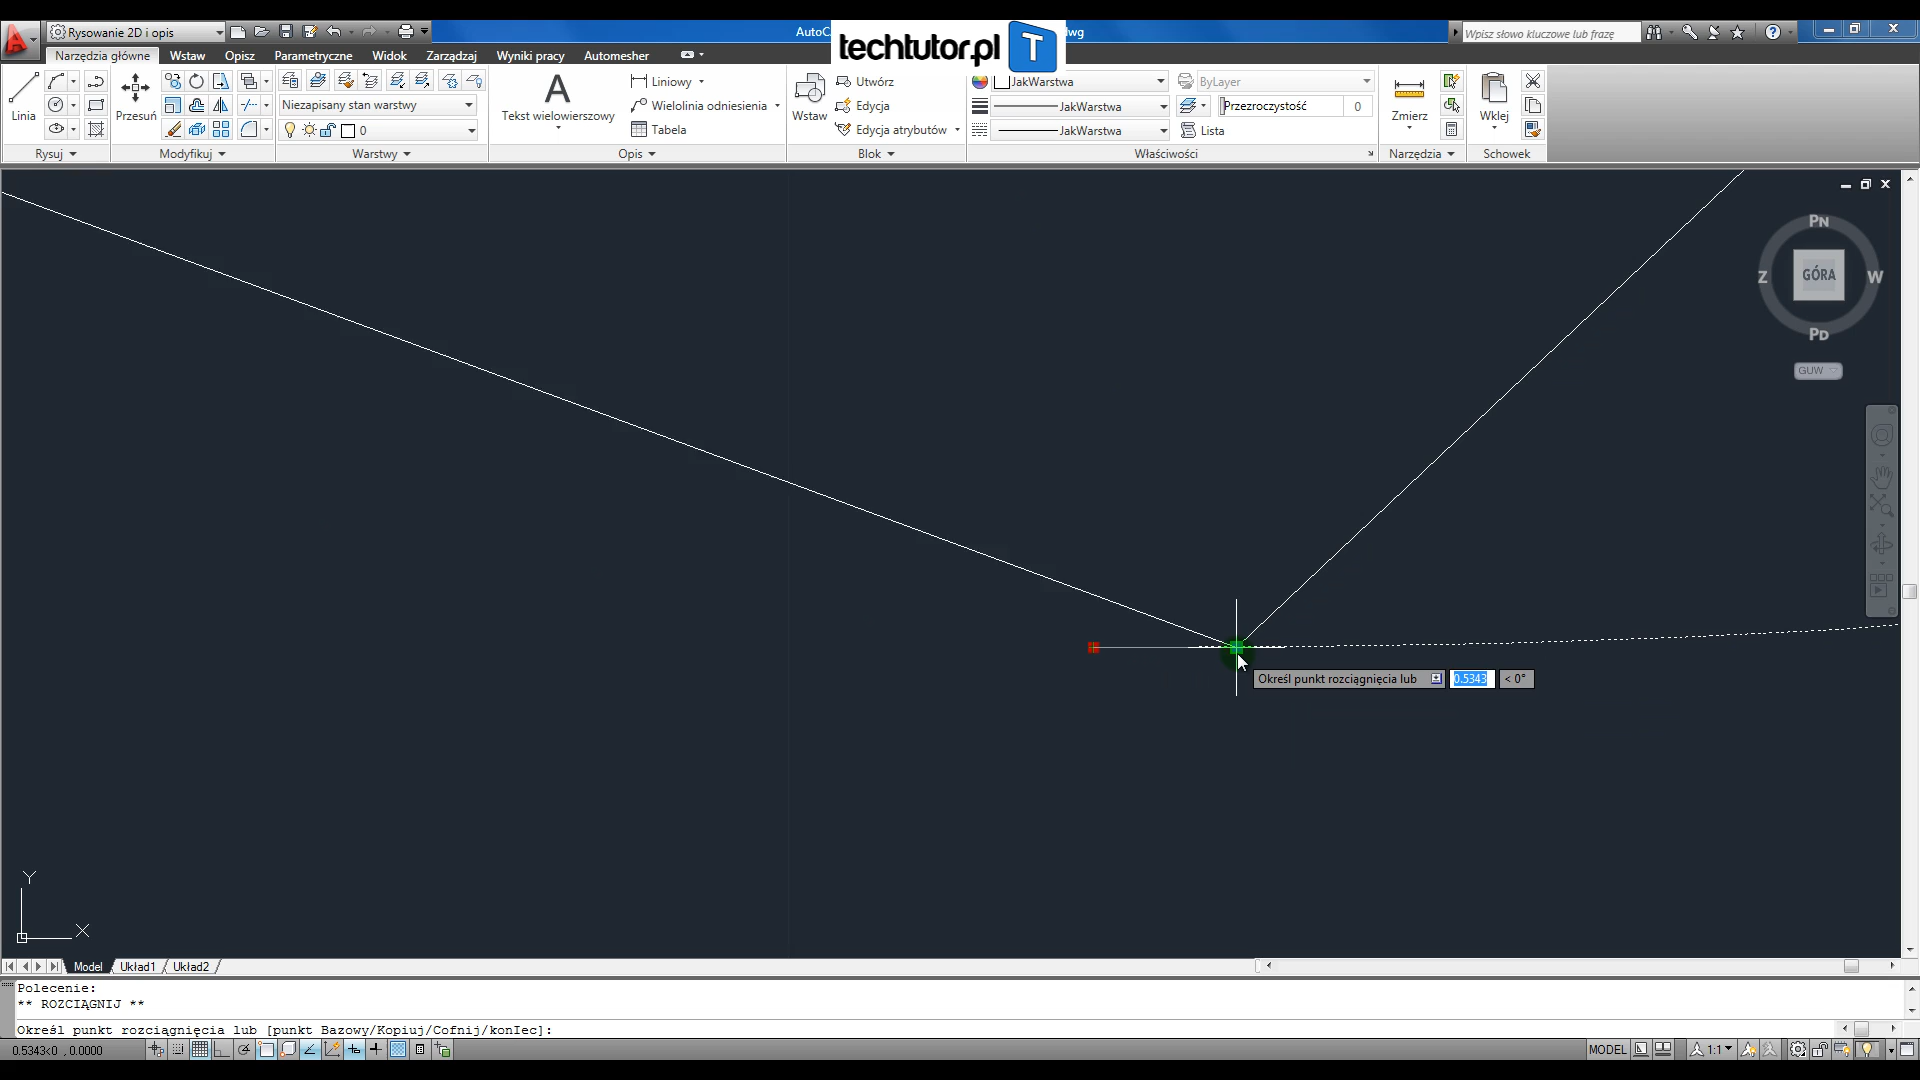 Rysowanie 2D i opis
AutoC
techtutor.pl T
wg
Wpisz słowo kluczowe lub frazę
Narzędzia główne Wstaw Opisz Parametryczne Widok Zarządzaj Wyniki pracy Automesher
Linia
Przesuń
Niezapisany stan warstwy
0
A
Tekst wielowierszowy
Liniowy
Wielolinia odniesienia
Tabela
Wstaw
Utwórz
Edycja
Edycja atrybutów
JakWarstwa
JakWarstwa
JakWarstwa
ByLayer
Przezroczystość 0
Lista
Zmierz
Wklej
Rysuj Modyfikuj Warstwy Opis Blok Właściwości Narzędzia Schowek
PN
Z GÓRA W
PD
GUW
Określ punkt rozciągnięcia lub 0.5343 < 0°
Y
X
Model Układ1 Układ2
Polecenie:
** ROZCIĄGNIJ **
Określ punkt rozciągnięcia lub [punkt Bazowy/Kopiuj/Cofnij/konIec]:
0.5343<0 , 0.0000
MODEL 1:1